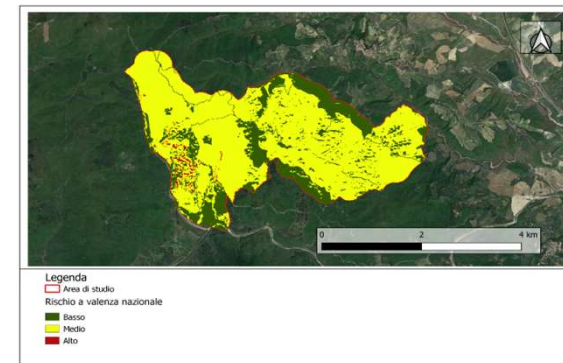 0 2 4 km
Legenda
Area di studio
Rischio a valenza nazionale
Basso
Medio
Alto